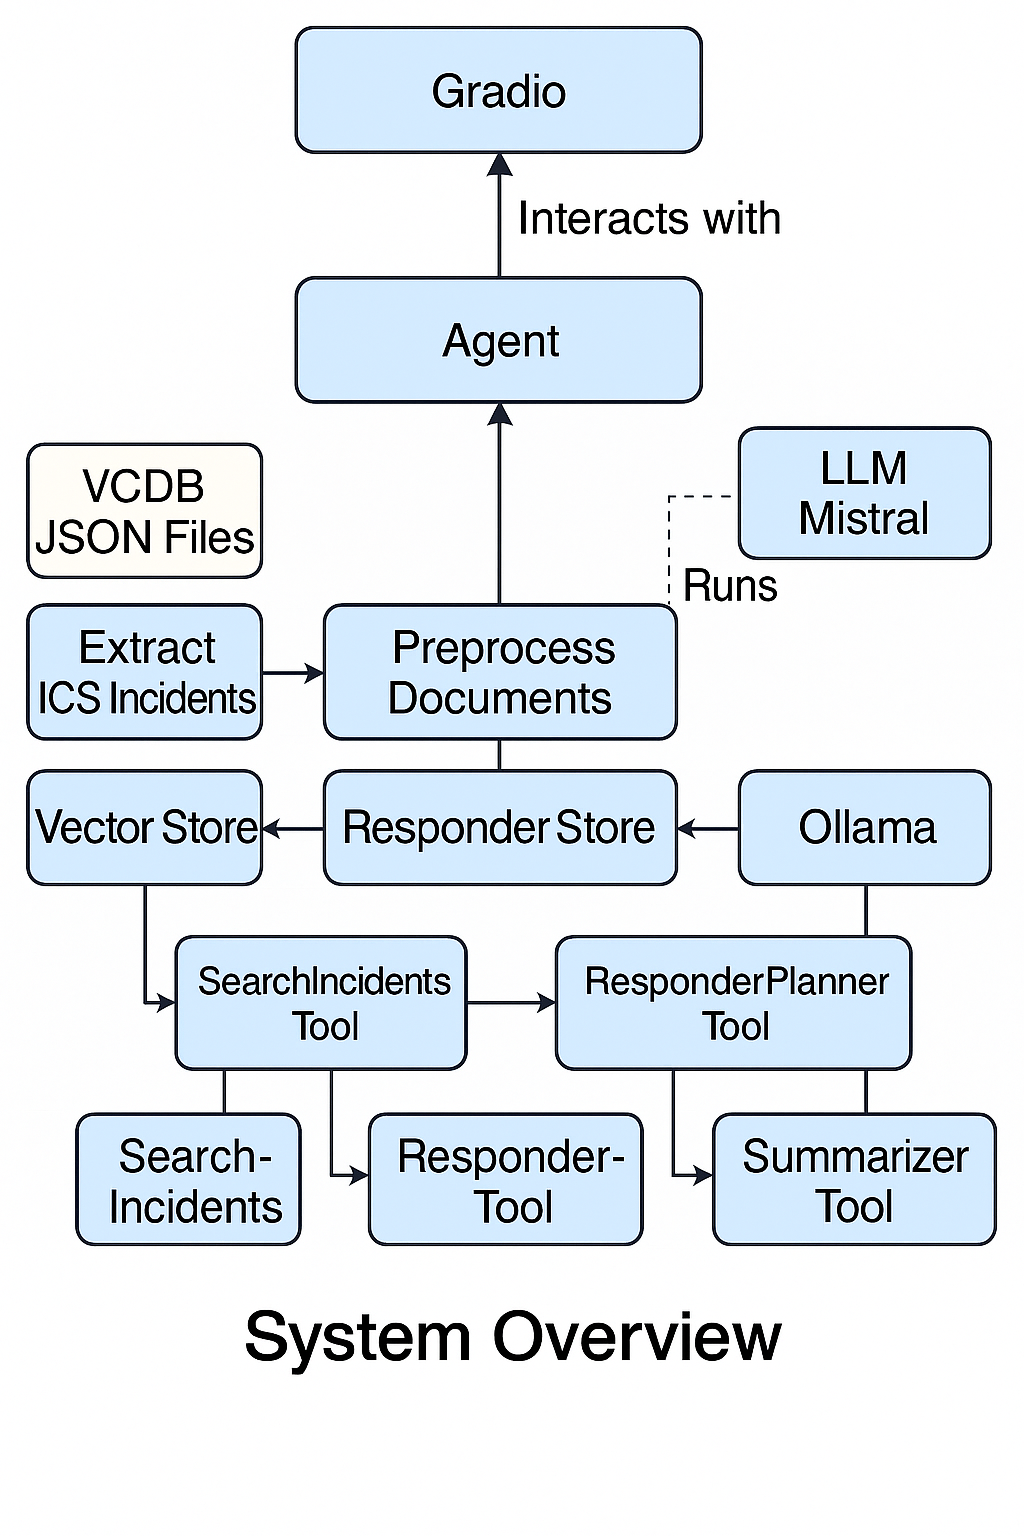 Gradio
Interacts with
Agent
VCDB
JSON Files
LLM
Mistral
Runs
Extract
ICS Incidents
Preprocess
Documents
Vector Store
Responder Store
Ollama
SearchIncidents
Tool
ResponderPlanner
Tool
Search-
Incidents
Responder-
Tool
Summarizer
Tool
System Overview